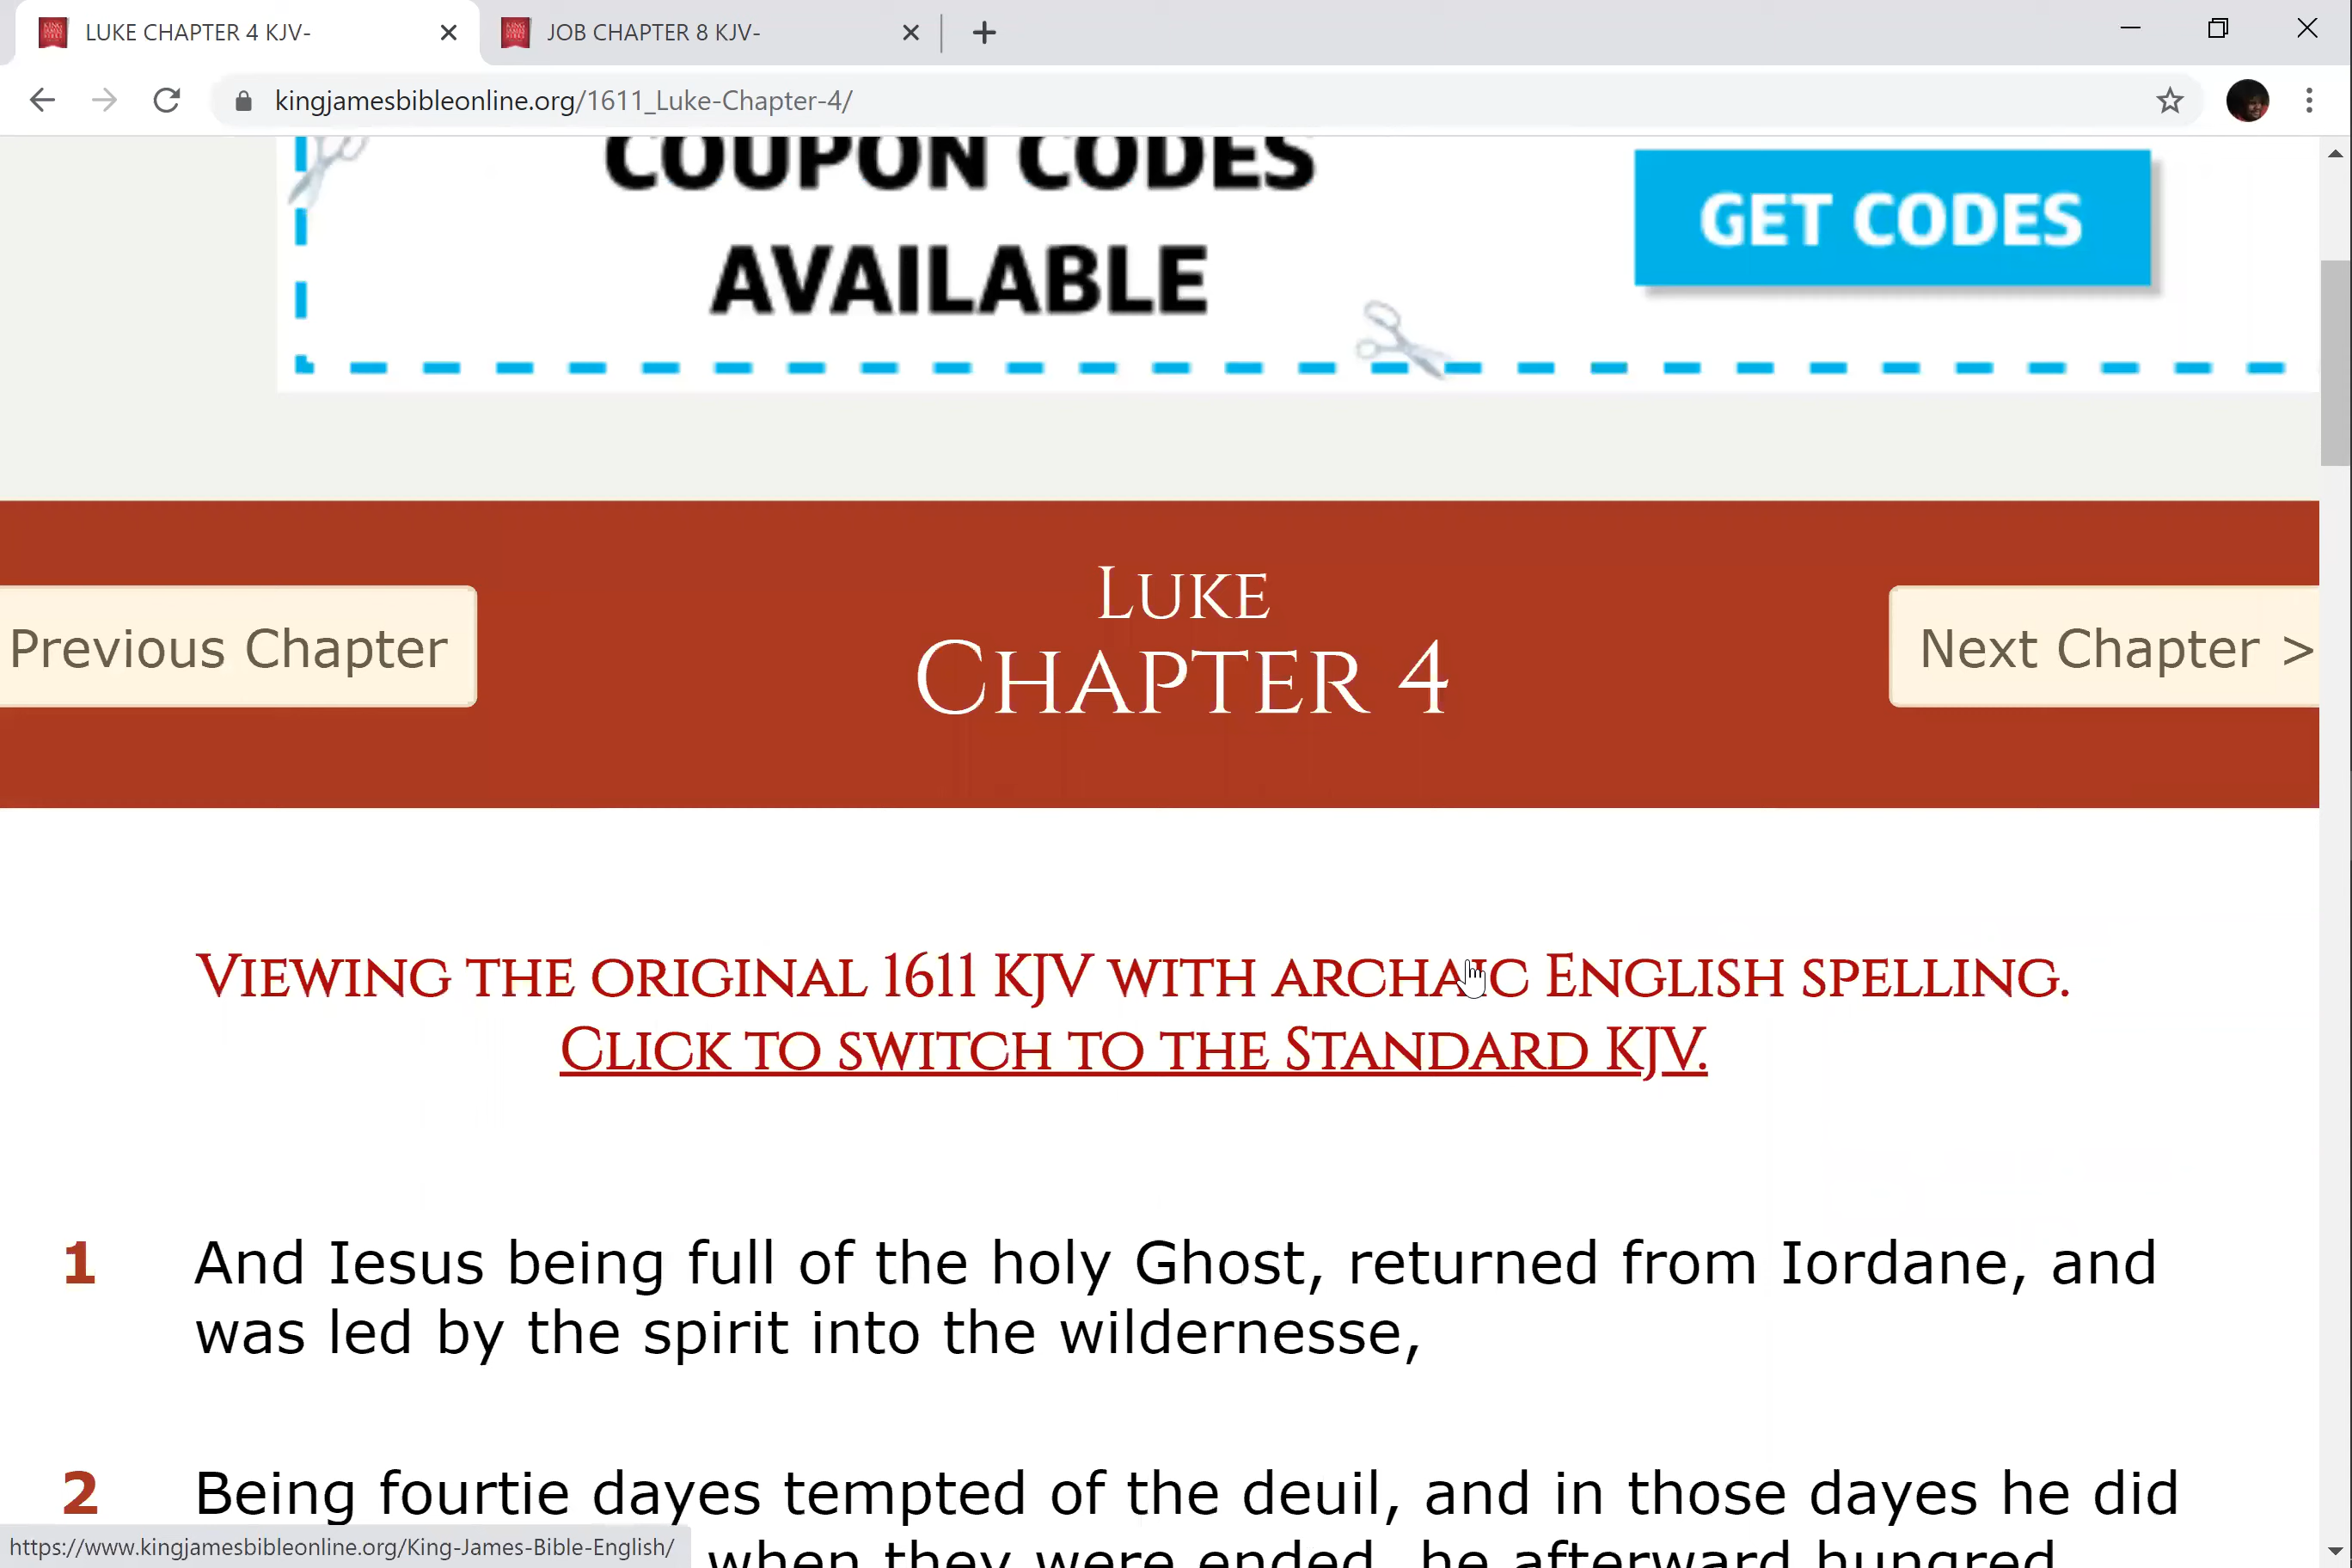 LUKE CHAPTER 4 KJV-
JOB CHAPTER 8 KJV-
kingjamesbibleonline.org/1611_Luke-Chapter-4/
COUPON CODES
AVAILABLE
GET CODES
Previous Chapter
LUKE
CHAPTER 4
Next Chapter >
VIEWING THE ORIGINAL 1611 KJV WITH ARCHAIC ENGLISH SPELLING.
CLICK TO SWITCH TO THE STANDARD KJV.
1 And Iesus being full of the holy Ghost, returned from Iordane, and
was led by the spirit into the wildernesse,
2 Being fourtie dayes tempted of the deuil, and in those dayes he did
when they were ended, he afterward hungred
https://www.kingjamesbibleonline.org/King-James-Bible-English/